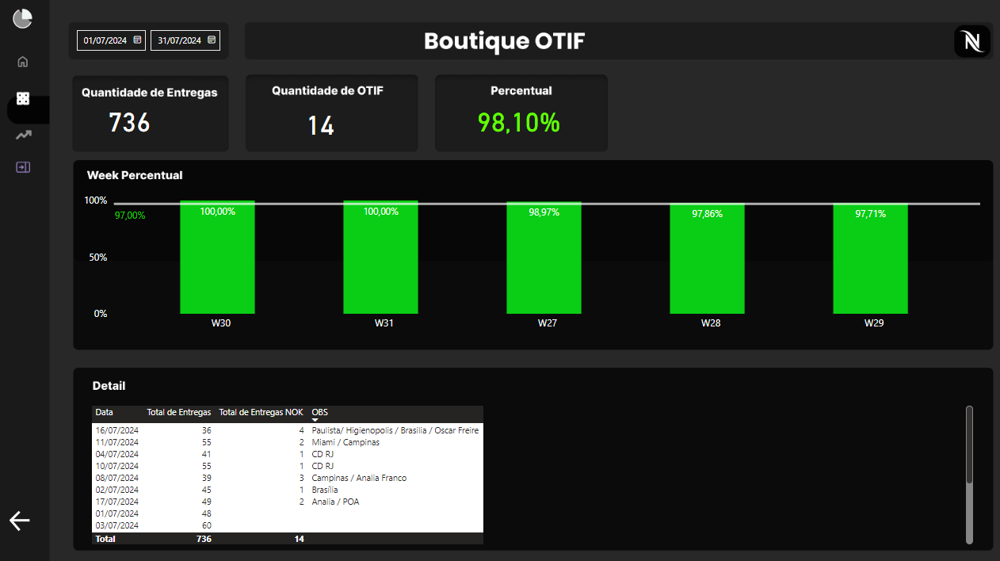 01/07/2024 31/07/2024
Boutique OTIF
Quantidade de Entregas
736
Quantidade de OTIF
14
Percentual
98,10%
Week Percentual
100%
97,00%
50%
0%
100,00% 100,00% 98,97% 97,86% 97,71%
W30 W31 W27 W28 W29
Detail
Data Total de Entregas Total de Entregas NOK OBS
16/07/2024 36 4 Paulista/ Higienopolis / Brasilia / Oscar Freire
11/07/2024 55 2 Miami / Campinas
04/07/2024 41 1 CD RJ
10/07/2024 55 1 CD RJ
08/07/2024 39 3 Campinas / Analia Franco
02/07/2024 45 1 Brasília
17/07/2024 49 2 Analia / POA
01/07/2024 48
03/07/2024 60
Total 736 14